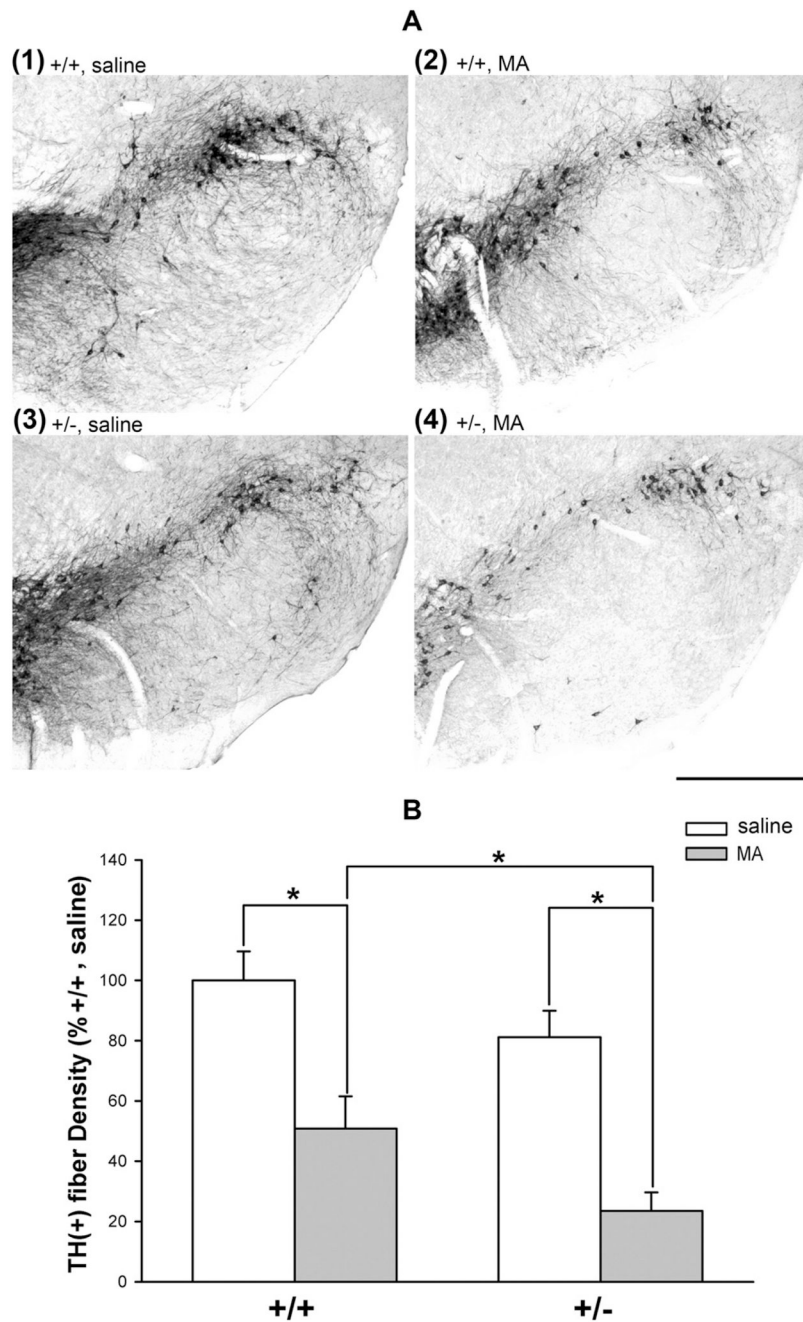 A
(1) +/+, saline
(2) +/+, MA
(3) +/-, saline
(4) +/-, MA
B
saline
MA
TH(+) fiber Density (% +/+, saline)
140
120
100
80
60
40
20
0
*
*
*
+/+
+/-